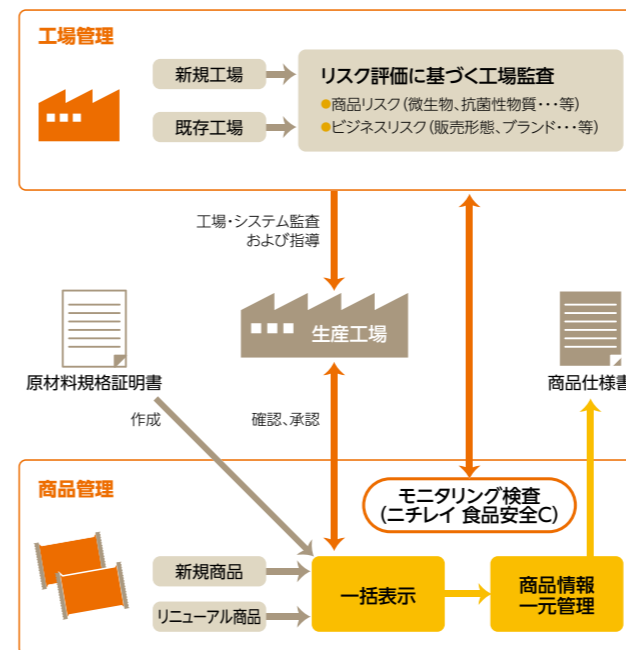 工場管理
新規工場
既存工場
リスク評価に基づく工場監査
●商品リスク(微生物、抗菌性物質・・・等)
●ビジネスリスク(販売形態、ブランド・・・等)
工場・システム監査
および指導
生産工場
原材料規格証明書
商品仕様書
作成
確認、承認
商品管理
モニタリング検査
(ニチレイ 食品安全C)
新規商品
リニューアル商品
一括表示
商品情報
一元管理